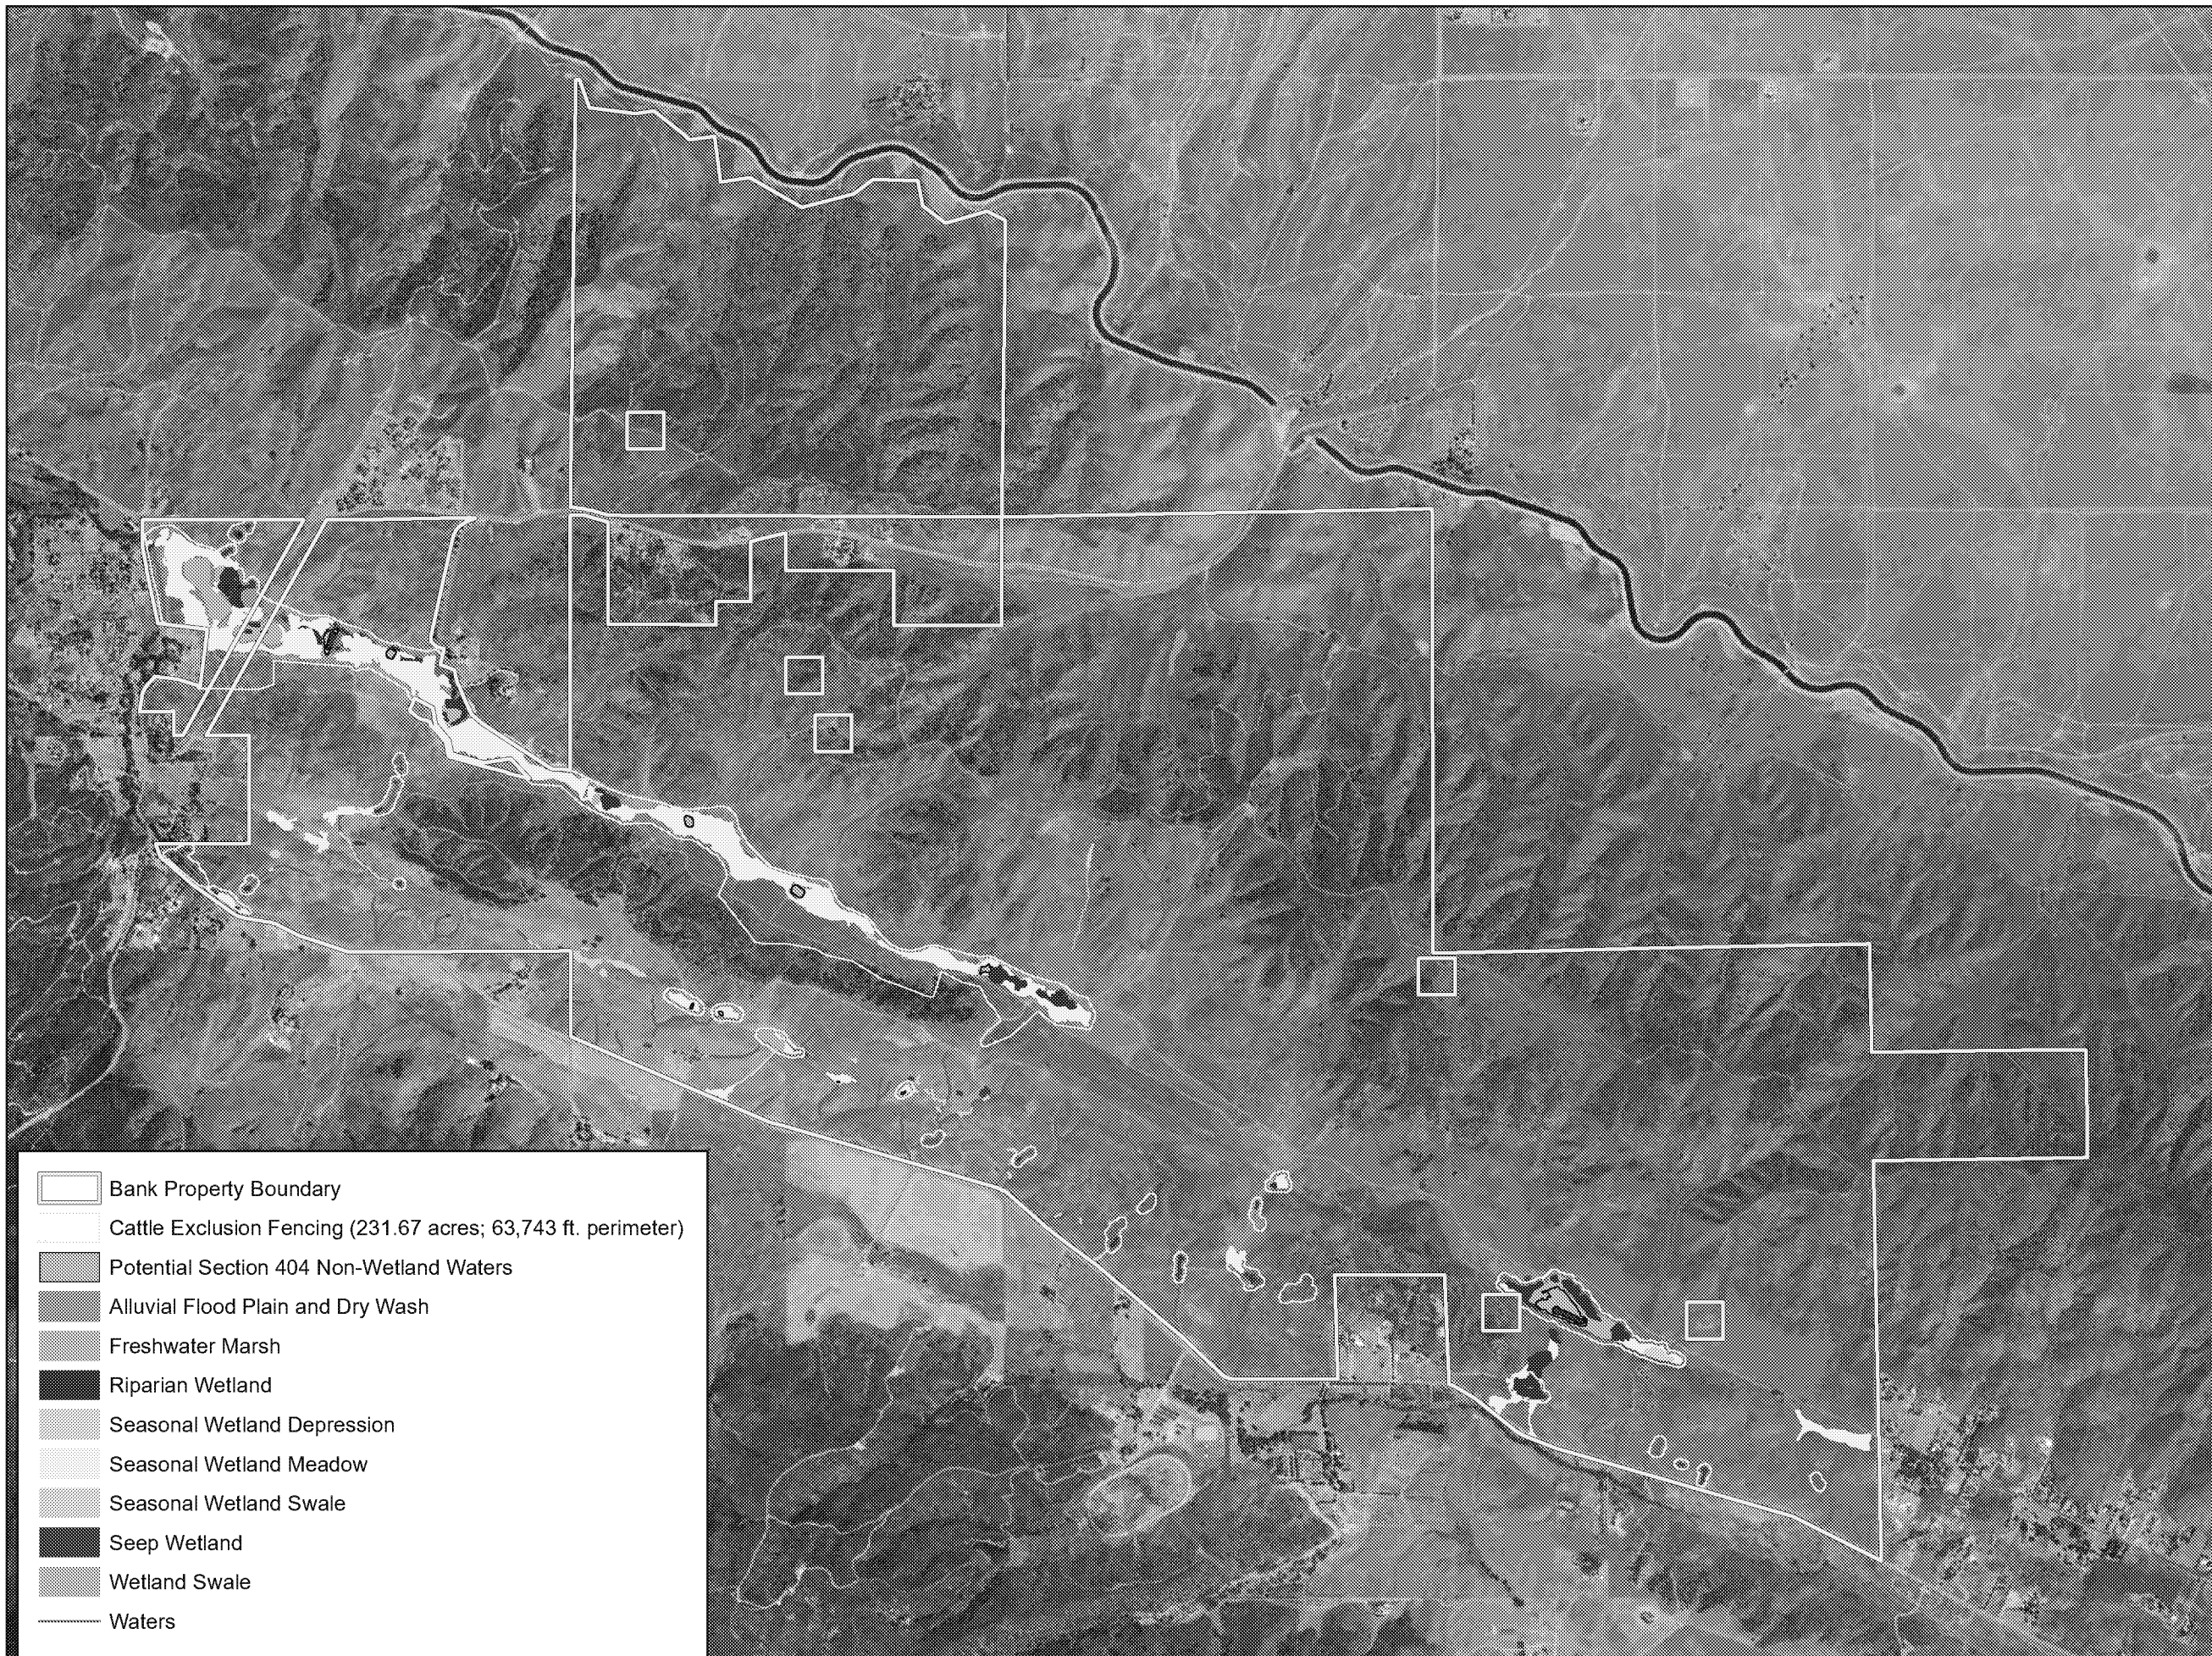 Bank Property Boundary
Cattle Exclusion Fencing (231.67 acres; 63,743 ft. perimeter)
Potential Section 404 Non-Wetland Waters
Alluvial Flood Plain and Dry Wash
Freshwater Marsh
Riparian Wetland
Seasonal Wetland Depression
Seasonal Wetland Meadow
Seasonal Wetland Swale
Seep Wetland
Wetland Swale
Waters